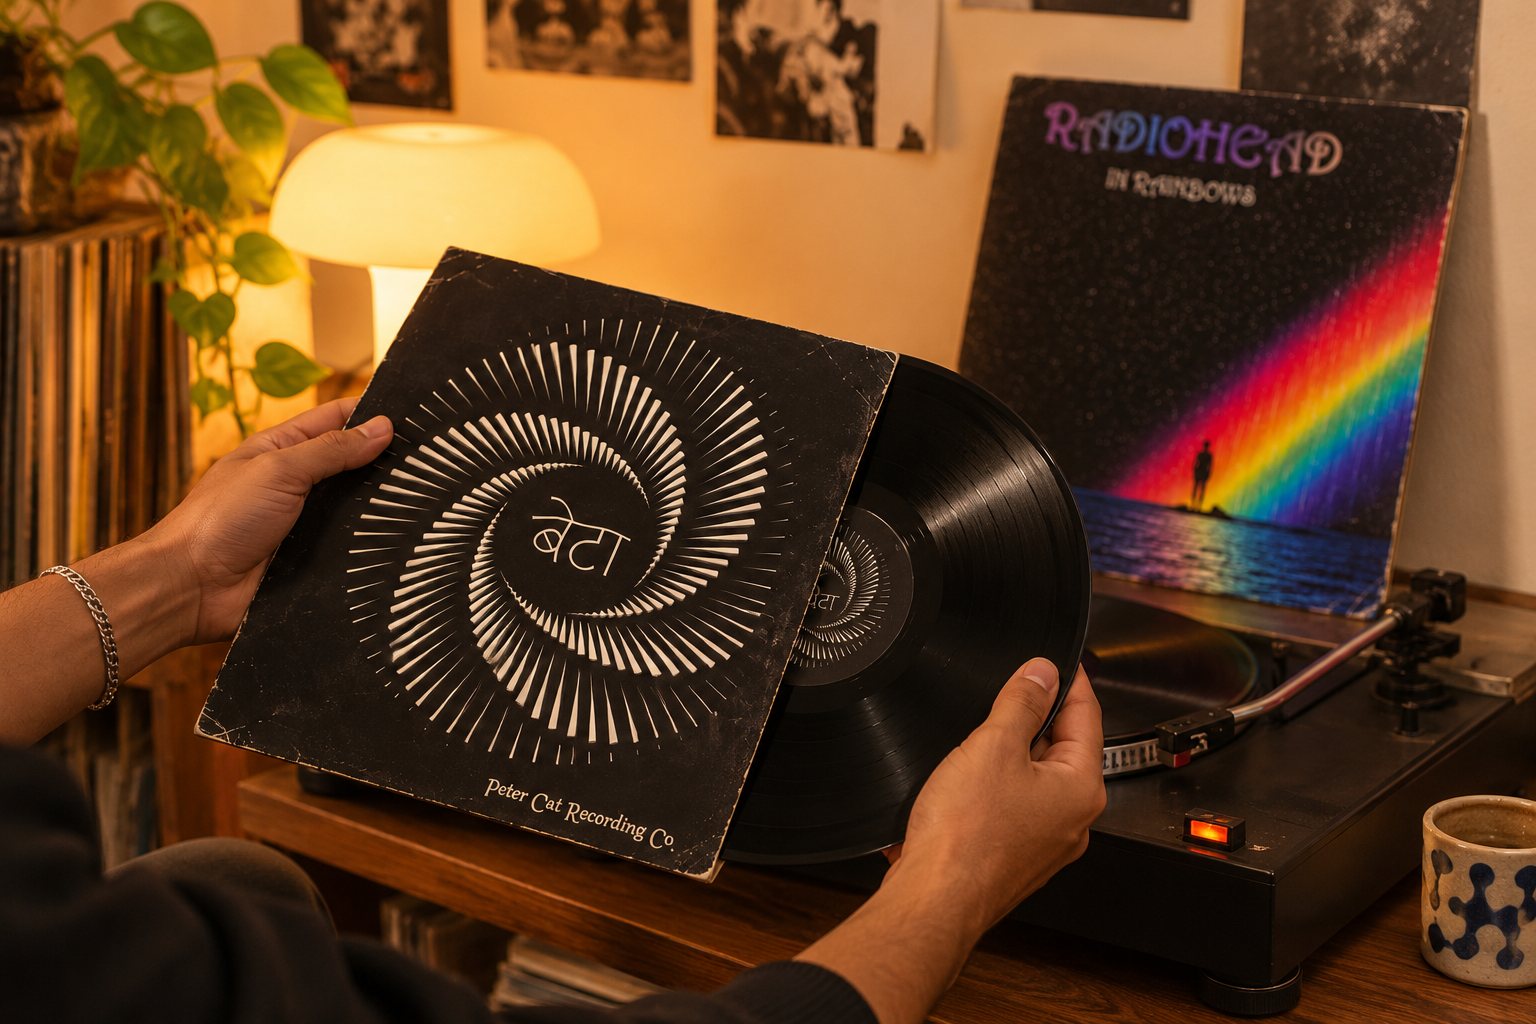 बेटा
Peter Cat Recording Co.
RADIOHEAD
IN RAINBOWS